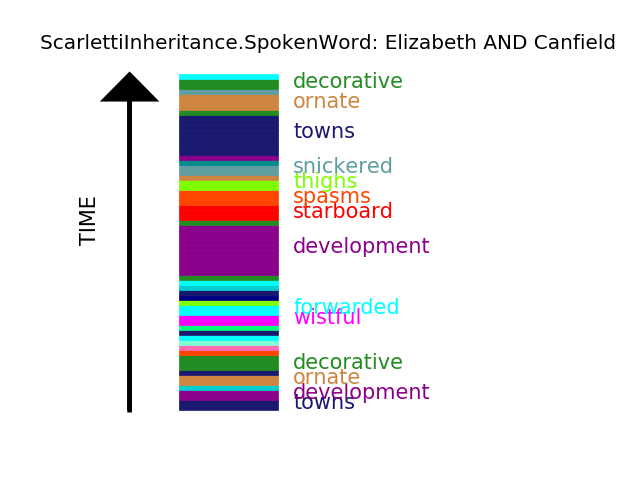 ScarlettiInheritance.SpokenWord: Elizabeth AND Canfield
decorative
ornate
towns
snickered
thighs
spasms
starboard
development
forwarded
wistful
decorative
ornate
development
towns
TIME